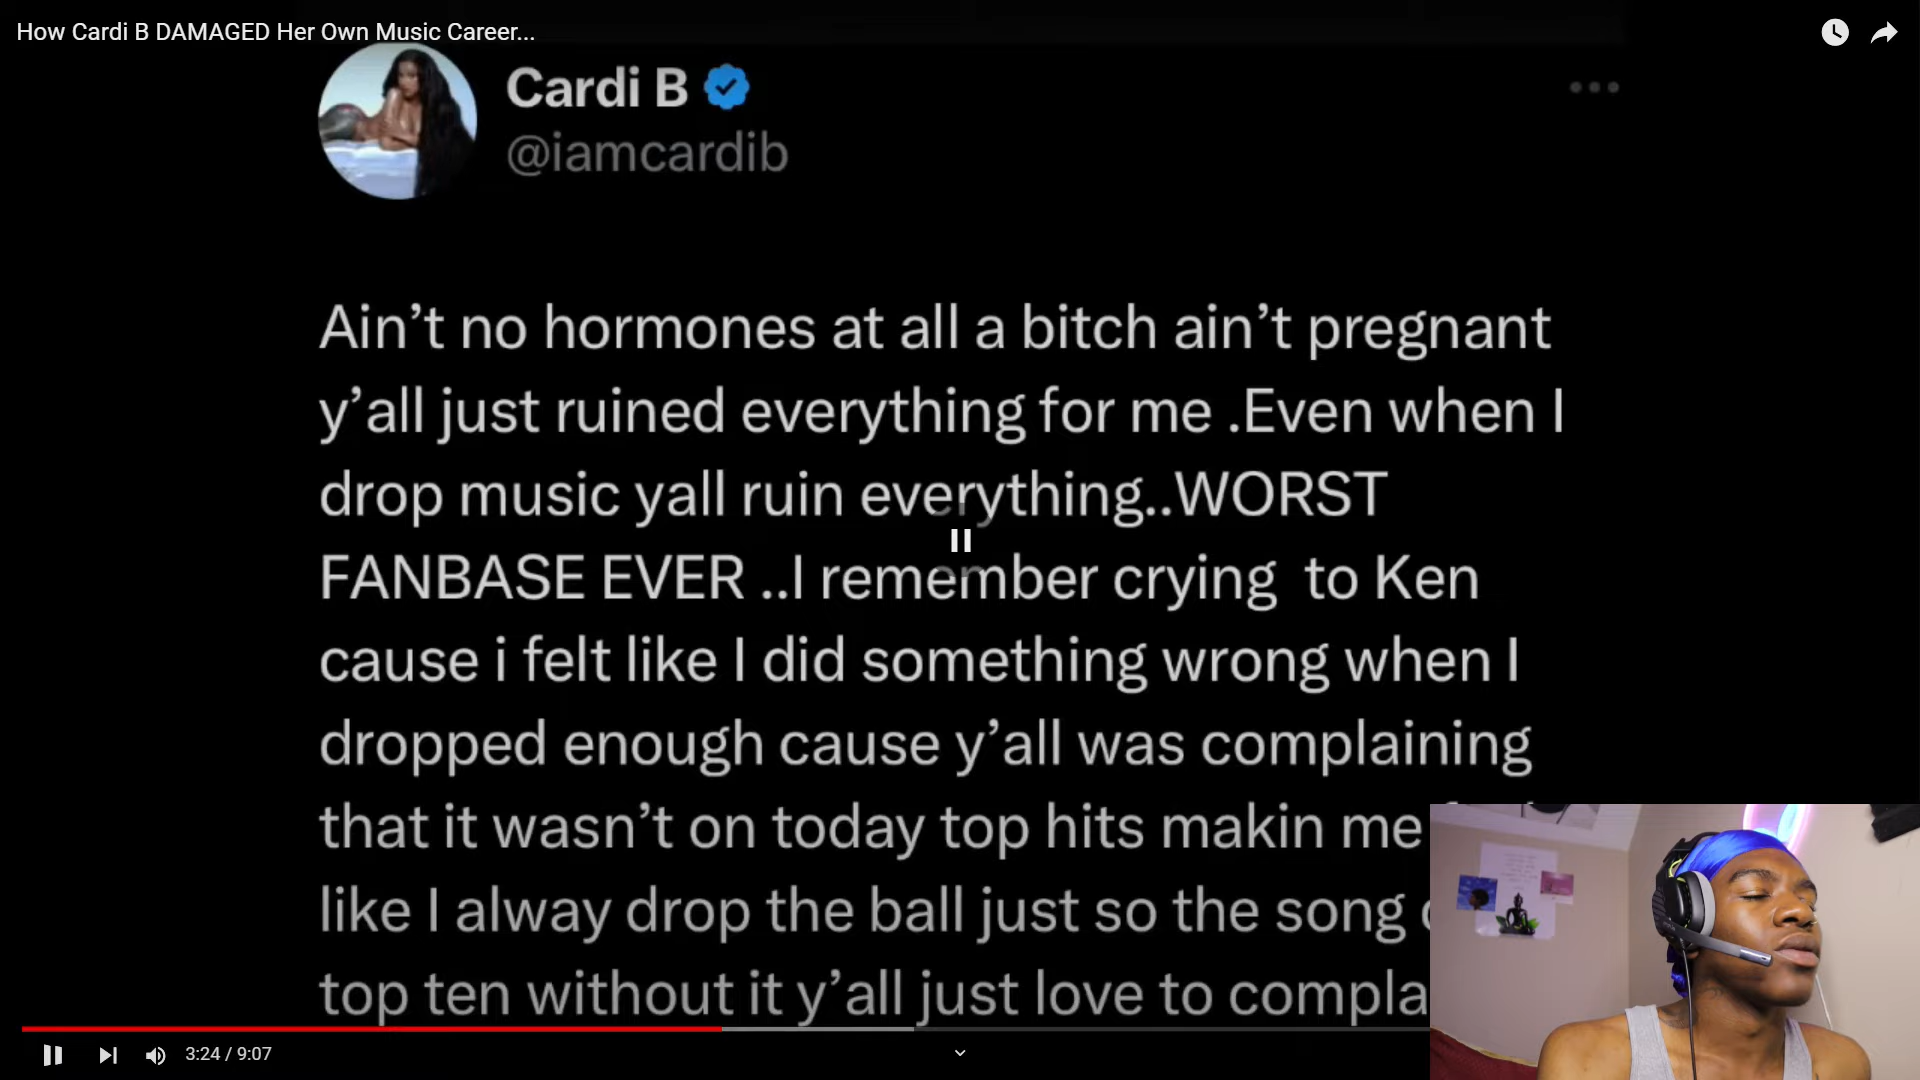 How Cardi B DAMAGED Her Own Music Career...
Cardi B
@iamcardib
Ain’t no hormones at all a bitch ain’t pregnant
y’all just ruined everything for me .Even when I
drop music yall ruin everything..WORST
FANBASE EVER ..I remember crying  to Ken
cause i felt like I did something wrong when I
dropped enough cause y’all was complaining
that it wasn’t on today top hits makin me
like I alway drop the ball just so the song
top ten without it y’all just love to compla
3:24 / 9:07